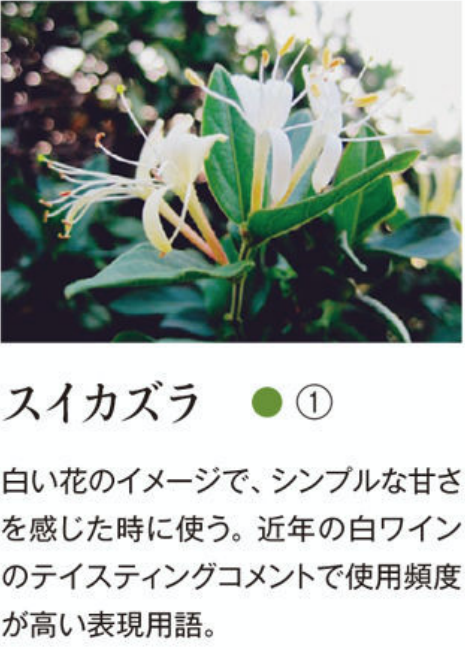 スイカズラ ● ①
白い花のイメージで、シンプルな甘さ
を感じた時に使う。近年の白ワイン
のテイスティングコメントで使用頻度
が高い表現用語。